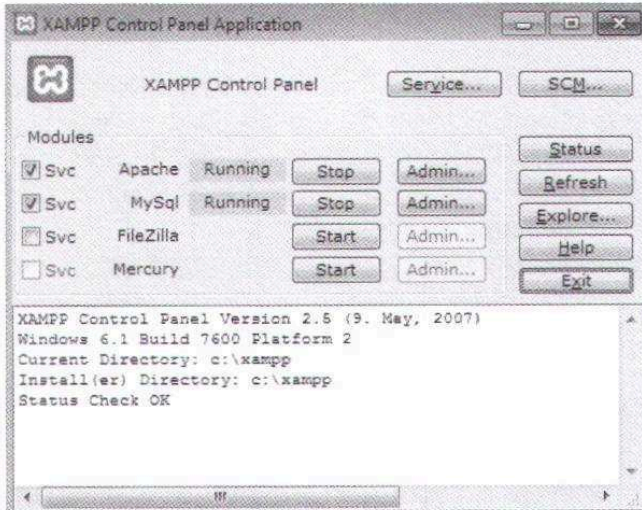 XAMPP Control Panel Application
XAMPP Control Panel Service... SCM...
Modules
Svc Apache Running Stop Admin...
Svc MySql Running Stop Admin...
Svc FileZilla Start Admin...
Svc Mercury Start Admin...
Status
Refresh
Explore...
Help
Exit
XAMPP Control Panel Version 2.5 (9. May, 2007)
Windows 6.1 Build 7600 Platform 2
Current Directory: c:\xampp
Install(er) Directory: c:\xampp
Status Check OK